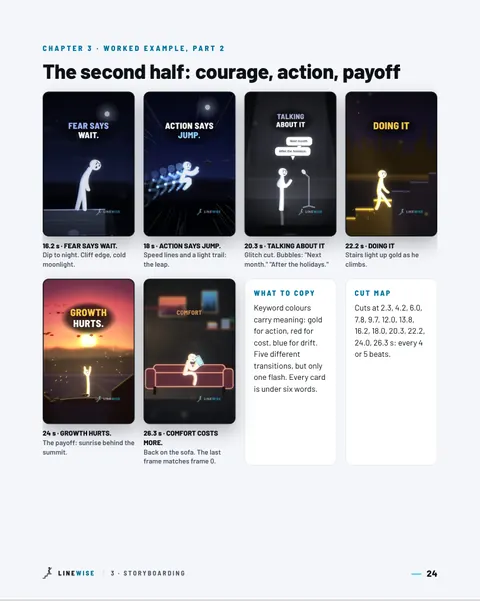 CHAPTER 3 · WORKED EXAMPLE, PART 2
The second half: courage, action, payoff
FEAR SAYS
WAIT.
LINEWISE
16.2 s · FEAR SAYS WAIT.
Dip to night. Cliff edge, cold
moonlight.
ACTION SAYS
JUMP.
LINEWISE
18 s · ACTION SAYS JUMP.
Speed lines and a light trail:
the leap.
TALKING
ABOUT IT
Next month.
After the holidays.
LINEWISE
20.3 s · TALKING ABOUT IT
Glitch cut. Bubbles: "Next
month." "After the holidays."
DOING IT
LINEWISE
22.2 s · DOING IT
Stairs light up gold as he
climbs.
GROWTH
HURTS.
LINEWISE
24 s · GROWTH HURTS.
The payoff: sunrise behind the
summit.
COMFORT
LINEWISE
26.3 s · COMFORT COSTS
MORE.
Back on the sofa. The last
frame matches frame 0.
WHAT TO COPY
Keyword colours
carry meaning: gold
for action, red for
cost, blue for drift.
Five different
transitions, but only
one flash. Every card
is under six words.
CUT MAP
Cuts at 2.3, 4.2, 6.0,
7.8, 9.7, 12.0, 13.8,
16.2, 18.0, 20.3, 22.2,
24.0, 26.3 s: every 4
or 5 beats.
LINEWISE 3 · STORYBOARDING
24